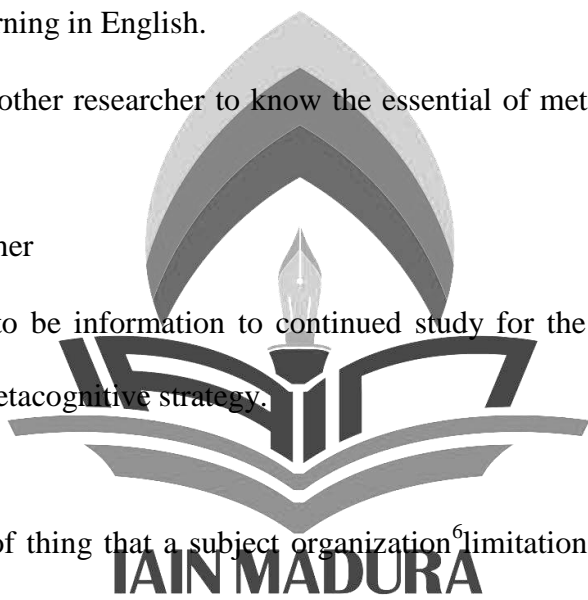 rning in English.
other researcher to know the essential of met
her
to be information to continued study for the
etacognitive strategy.
of thing that a subject organization⁶limitation
IAIN MADURA